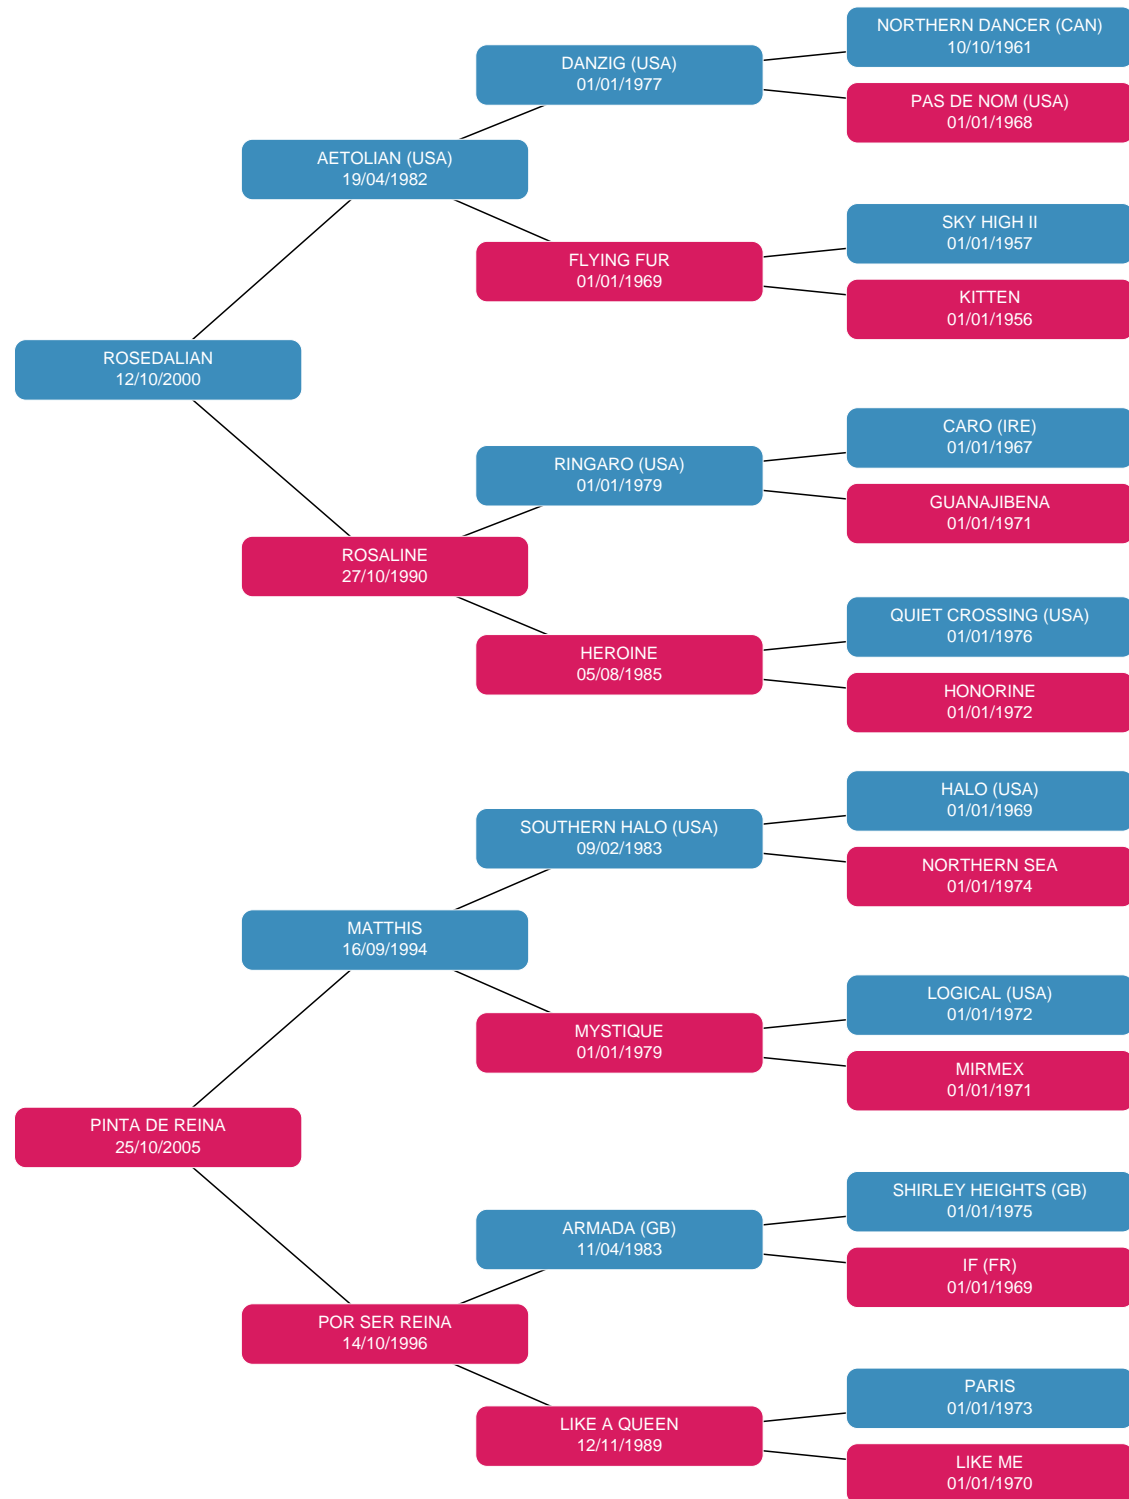 NORTHERN DANCER (CAN)
10/10/1961
DANZIG (USA)
01/01/1977
PAS DE NOM (USA)
01/01/1968
AETOLIAN (USA)
19/04/1982
SKY HIGH II
01/01/1957
FLYING FUR
01/01/1969
KITTEN
01/01/1956
ROSEDALIAN
12/10/2000
CARO (IRE)
01/01/1967
RINGARO (USA)
01/01/1979
GUANAJIBENA
01/01/1971
ROSALINE
27/10/1990
QUIET CROSSING (USA)
01/01/1976
HEROINE
05/08/1985
HONORINE
01/01/1972
HALO (USA)
01/01/1969
SOUTHERN HALO (USA)
09/02/1983
NORTHERN SEA
01/01/1974
MATTHIS
16/09/1994
LOGICAL (USA)
01/01/1972
MYSTIQUE
01/01/1979
MIRMEX
01/01/1971
PINTA DE REINA
25/10/2005
SHIRLEY HEIGHTS (GB)
01/01/1975
ARMADA (GB)
11/04/1983
IF (FR)
01/01/1969
POR SER REINA
14/10/1996
PARIS
01/01/1973
LIKE A QUEEN
12/11/1989
LIKE ME
01/01/1970